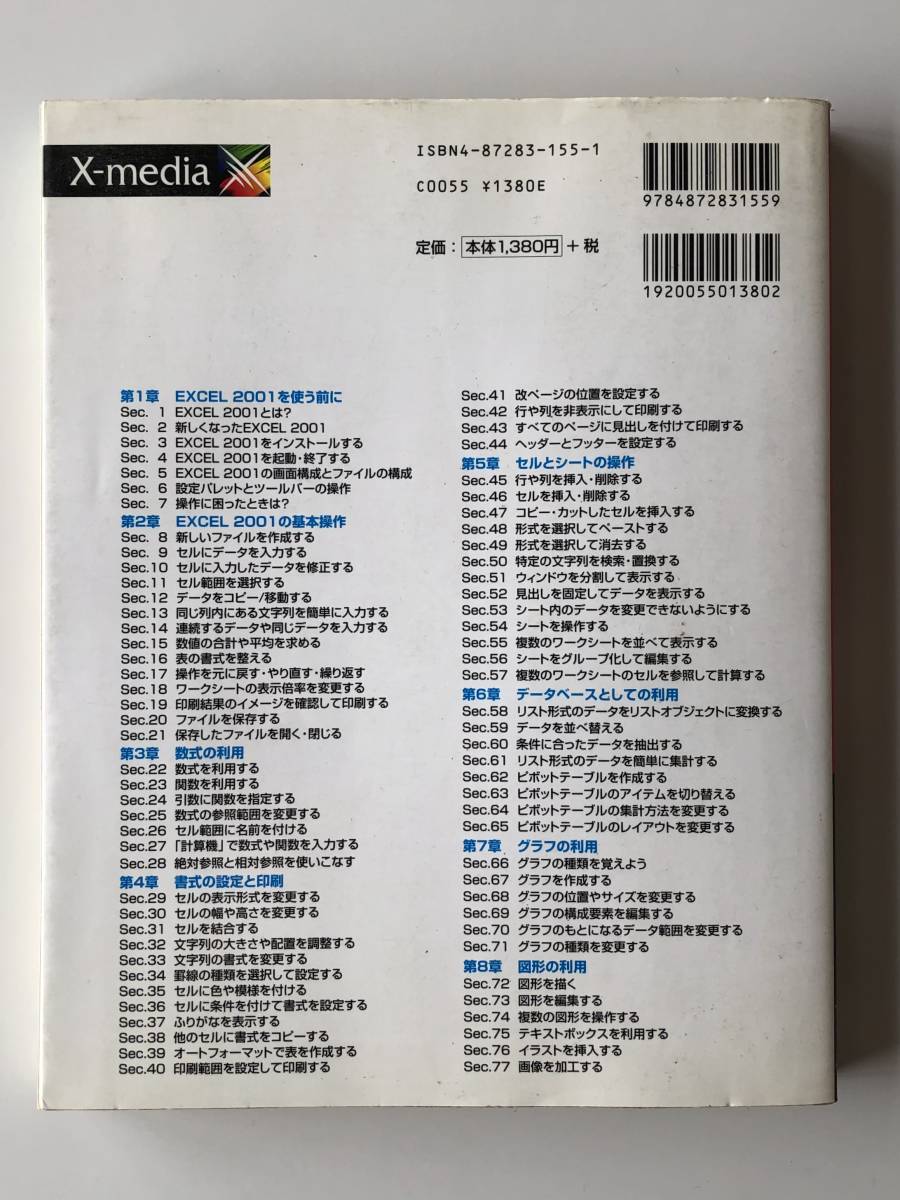 X-media
ISBN4-87283-155-1
C0055 ¥1380E
9784872831559
定価：本体1,380円＋税
1920055013802
第1章 EXCEL 2001を使う前に
Sec. 1 EXCEL 2001とは?
Sec. 2 新しくなったEXCEL 2001
Sec. 3 EXCEL 2001をインストールする
Sec. 4 EXCEL 2001を起動・終了する
Sec. 5 EXCEL 2001の画面構成とファイルの構成
Sec. 6 設定パレットとツールバーの操作
Sec. 7 操作に困ったときは?
第2章 EXCEL 2001の基本操作
Sec. 8 新しいファイルを作成する
Sec. 9 セルにデータを入力する
Sec.10 セルに入力したデータを修正する
Sec.11 セル範囲を選択する
Sec.12 データをコピー/移動する
Sec.13 同じ列内にある文字列を簡単に入力する
Sec.14 連続するデータや同じデータを入力する
Sec.15 数値の合計や平均を求める
Sec.16 表の書式を整える
Sec.17 操作を元に戻す・やり直す・繰り返す
Sec.18 ワークシートの表示倍率を変更する
Sec.19 印刷結果のイメージを確認して印刷する
Sec.20 ファイルを保存する
Sec.21 保存したファイルを開く・閉じる
第3章 数式の利用
Sec.22 数式を利用する
Sec.23 関数を利用する
Sec.24 引数に関数を指定する
Sec.25 数式の参照範囲を変更する
Sec.26 セル範囲に名前を付ける
Sec.27 「計算機」で数式や関数を入力する
Sec.28 絶対参照と相対参照を使いこなす
第4章 書式の設定と印刷
Sec.29 セルの表示形式を変更する
Sec.30 セルの幅や高さを変更する
Sec.31 セルを結合する
Sec.32 文字列の大きさや配置を調整する
Sec.33 文字列の書式を変更する
Sec.34 罫線の種類を選択して設定する
Sec.35 セルに色や模様を付ける
Sec.36 セルに条件を付けて書式を設定する
Sec.37 ふりがなを表示する
Sec.38 他のセルに書式をコピーする
Sec.39 オートフォーマットで表を作成する
Sec.40 印刷範囲を設定して印刷する
Sec.41 改ページの位置を設定する
Sec.42 行や列を非表示にして印刷する
Sec.43 すべてのページに見出しを付けて印刷する
Sec.44 ヘッダーとフッターを設定する
第5章 セルとシートの操作
Sec.45 行や列を挿入・削除する
Sec.46 セルを挿入・削除する
Sec.47 コピー・カットしたセルを挿入する
Sec.48 形式を選択してペーストする
Sec.49 形式を選択して消去する
Sec.50 特定の文字列を検索・置換する
Sec.51 ウィンドウを分割して表示する
Sec.52 見出しを固定してデータを表示する
Sec.53 シート内のデータを変更できないようにする
Sec.54 シートを操作する
Sec.55 複数のワークシートを並べて表示する
Sec.56 シートをグループ化して編集する
Sec.57 複数のワークシートのセルを参照して計算する
第6章 データベースとしての利用
Sec.58 リスト形式のデータをリストオブジェクトに変換する
Sec.59 データを並べ替える
Sec.60 条件に合ったデータを抽出する
Sec.61 リスト形式のデータを簡単に集計する
Sec.62 ピボットテーブルを作成する
Sec.63 ピボットテーブルのアイテムを切り替える
Sec.64 ピボットテーブルの集計方法を変更する
Sec.65 ピボットテーブルのレイアウトを変更する
第7章 グラフの利用
Sec.66 グラフの種類を覚えよう
Sec.67 グラフを作成する
Sec.68 グラフの位置やサイズを変更する
Sec.69 グラフの構成要素を編集する
Sec.70 グラフのもとになるデータ範囲を変更する
Sec.71 グラフの種類を変更する
第8章 図形の利用
Sec.72 図形を描く
Sec.73 図形を編集する
Sec.74 複数の図形を操作する
Sec.75 テキストボックスを利用する
Sec.76 イラストを挿入する
Sec.77 画像を加工する